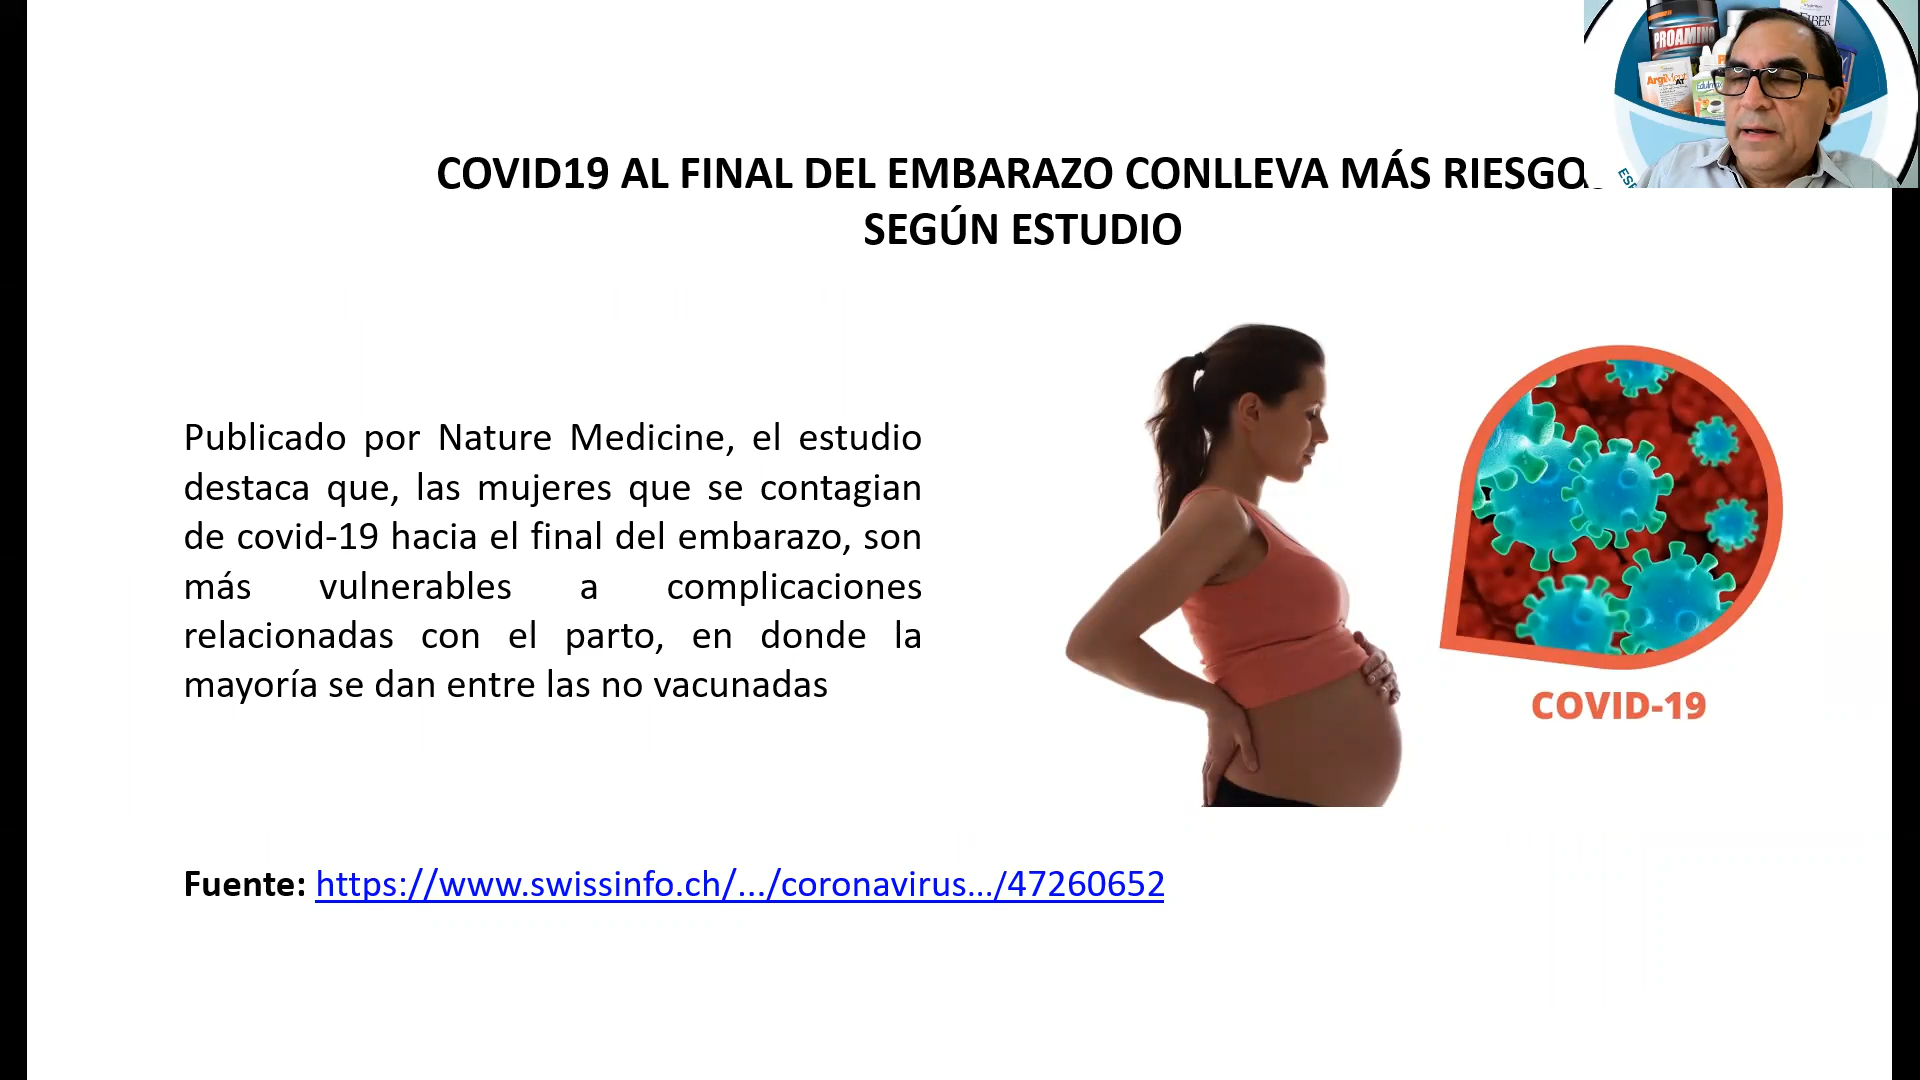 PROAMINO
FIBER
ArgiMent
AT
COVID19 AL FINAL DEL EMBARAZO CONLLEVA MÁS RIESGO
SEGÚN ESTUDIO
Publicado por Nature Medicine, el estudio
destaca que, las mujeres que se contagian
de covid-19 hacia el final del embarazo, son
más vulnerables a complicaciones
relacionadas con el parto, en donde la
mayoría se dan entre las no vacunadas
COVID-19
Fuente: https://www.swissinfo.ch/.../coronavirus.../47260652